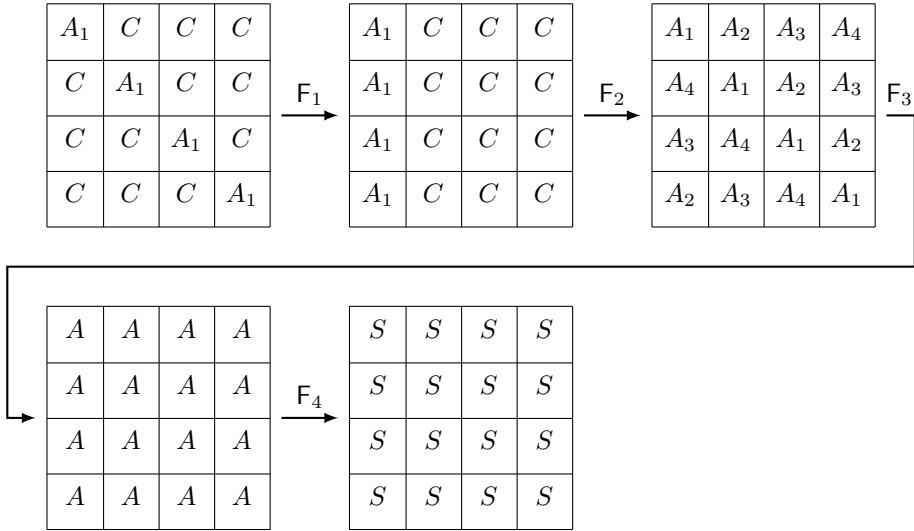 A₁ C C C A₁ C C C A₁ A₂ A₃ A₄
C A₁ C C F₁ A₁ C C C F₂ A₄ A₁ A₂ A₃ F₃
C C A₁ C A₁ C C C A₃ A₄ A₁ A₂
C C C A₁ A₁ C C C A₂ A₃ A₄ A₁
A A A A S S S S
A A A A F₄ S S S S
A A A A S S S S
A A A A S S S S